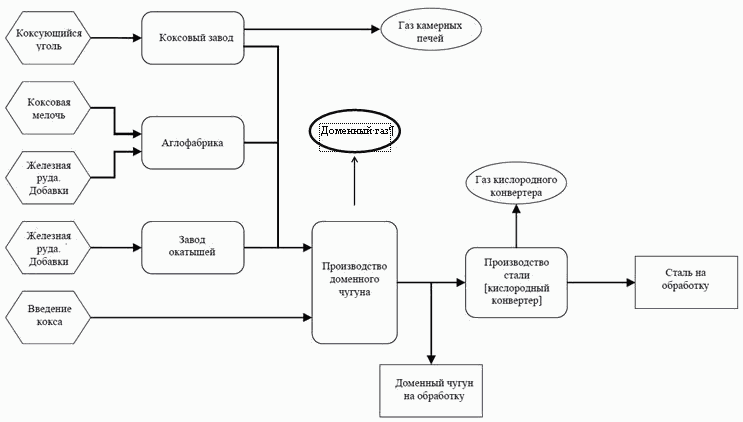 Коксующийся
уголь
Коксовый завод
Газ камерных
печей
Коксовая
мелочь
Аглофабрика
Доменный газ¶
Железная
руда.
Добавки
Газ кислородного
конвертера
Железная
руда.
Добавки
Завод
окатышей
Производство
доменного
чугуна
Производство
стали
[кислородный
конвертер]
Сталь на
обработку
Введение
кокса
Доменный чугун
на обработку